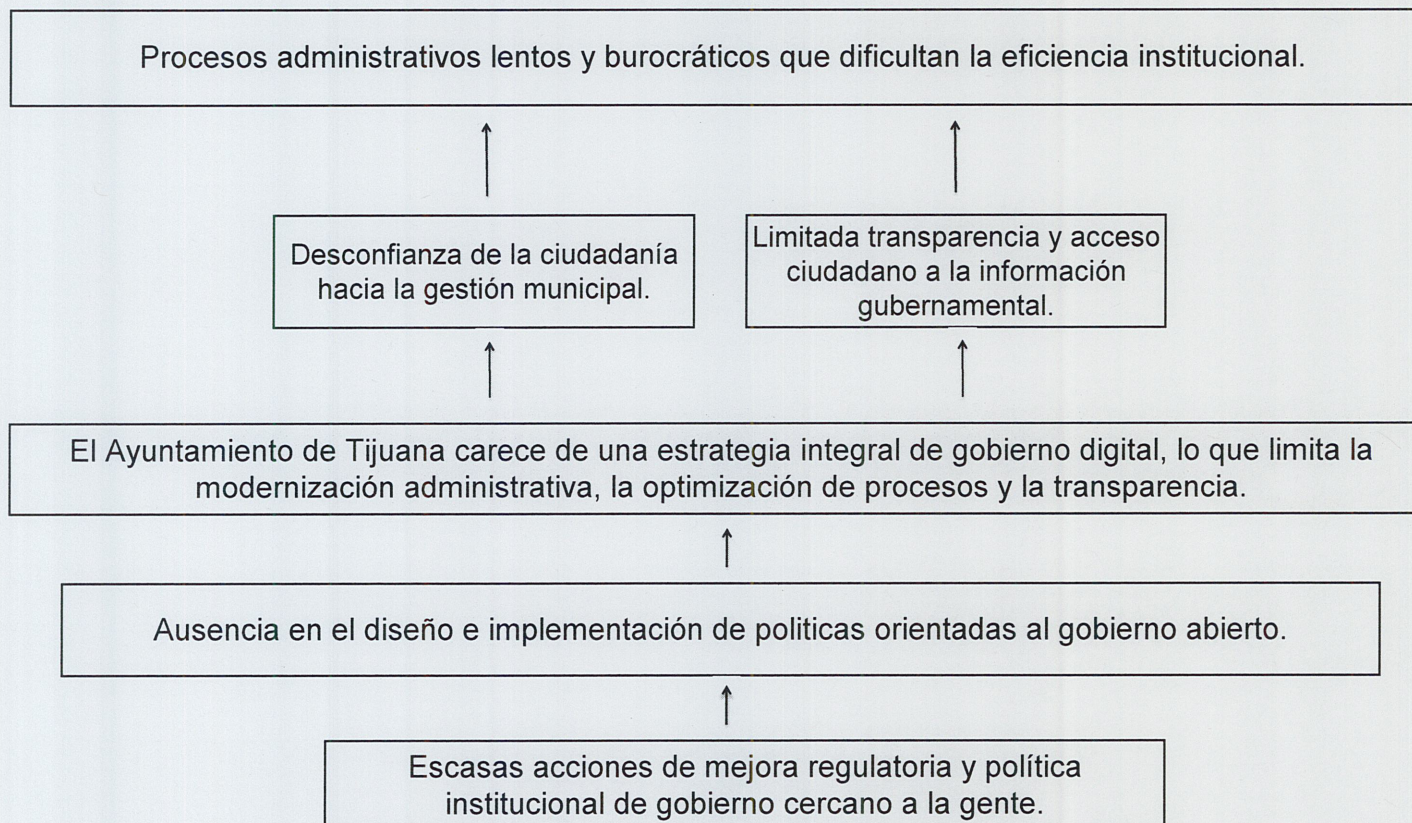 Procesos administrativos lentos y burocráticos que dificultan la eficiencia institucional.
Desconfianza de la ciudadanía
hacia la gestión municipal.
Limitada transparencia y acceso
ciudadano a la información
gubernamental.
El Ayuntamiento de Tijuana carece de una estrategia integral de gobierno digital, lo que limita la
modernización administrativa, la optimización de procesos y la transparencia.
Ausencia en el diseño e implementación de politicas orientadas al gobierno abierto.
Escasas acciones de mejora regulatoria y política
institucional de gobierno cercano a la gente.